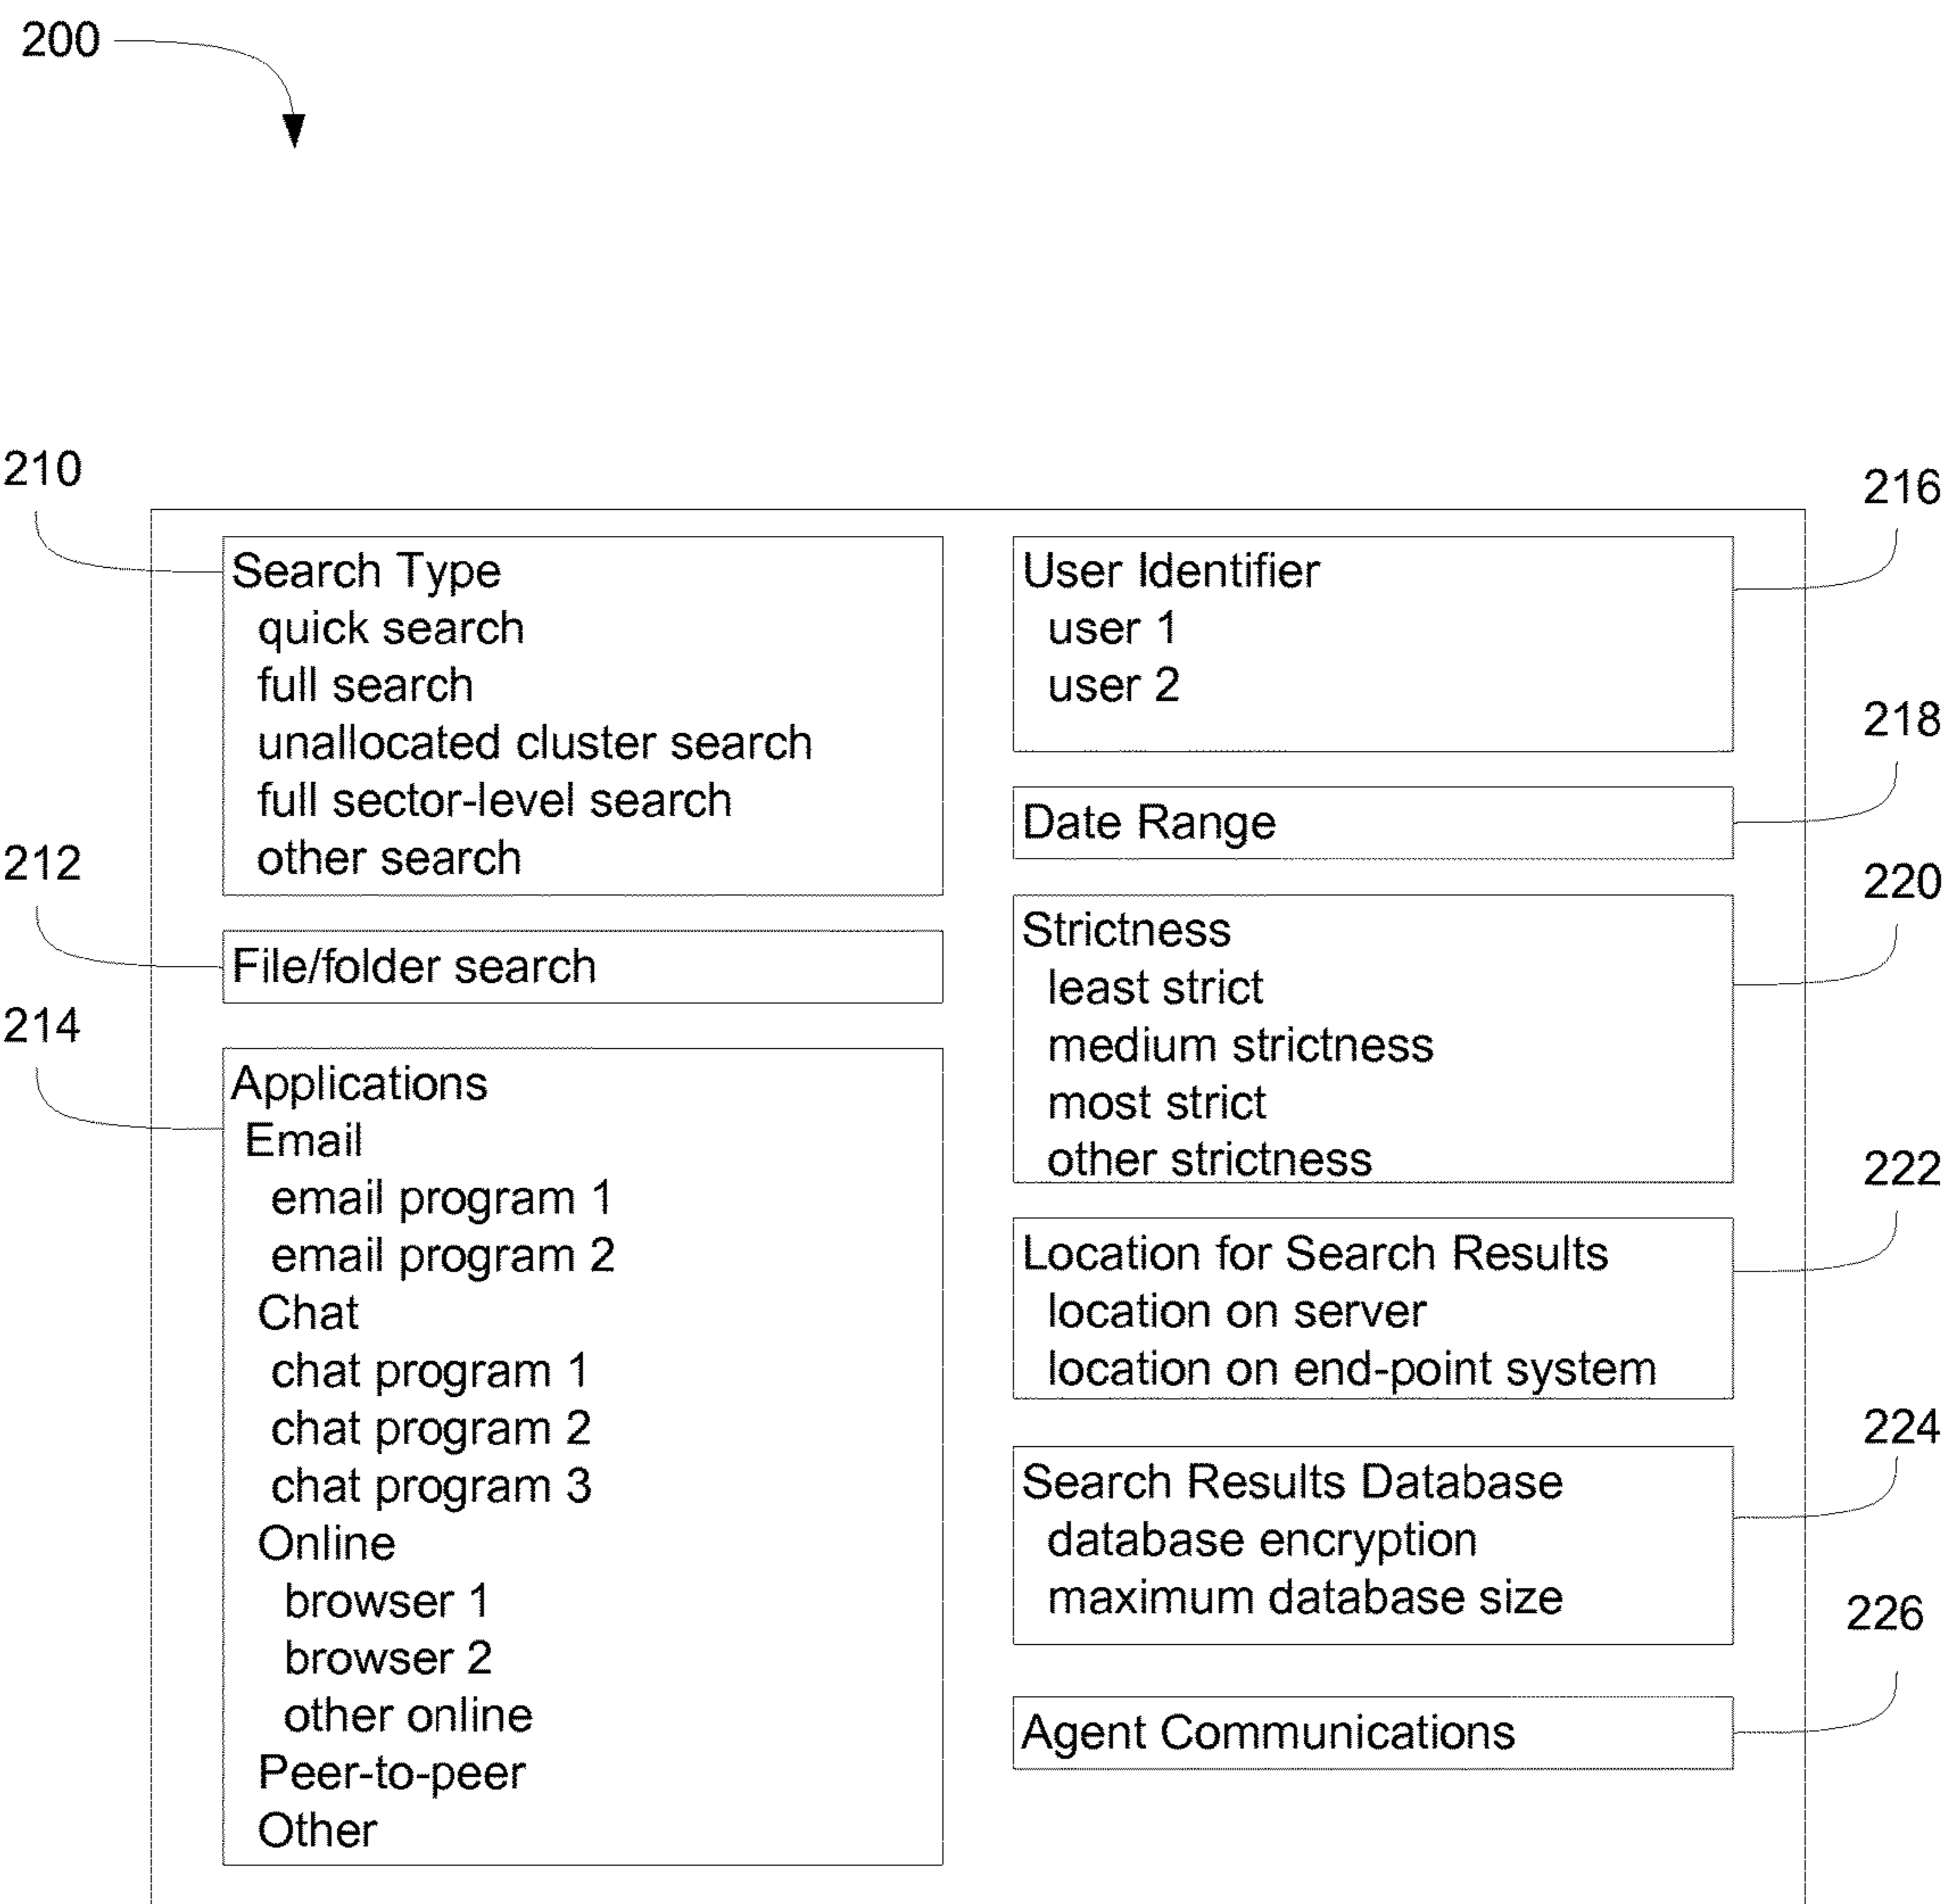 200
210
Search Type
quick search
full search
unallocated cluster search
full sector-level search
other search
212
File/folder search
214
Applications
Email
email program 1
email program 2
Chat
chat program 1
chat program 2
chat program 3
Online
browser 1
browser 2
other online
Peer-to-peer
Other
216
User Identifier
user 1
user 2
218
Date Range
220
Strictness
least strict
medium strictness
most strict
other strictness
222
Location for Search Results
location on server
location on end-point system
224
Search Results Database
database encryption
maximum database size
226
Agent Communications